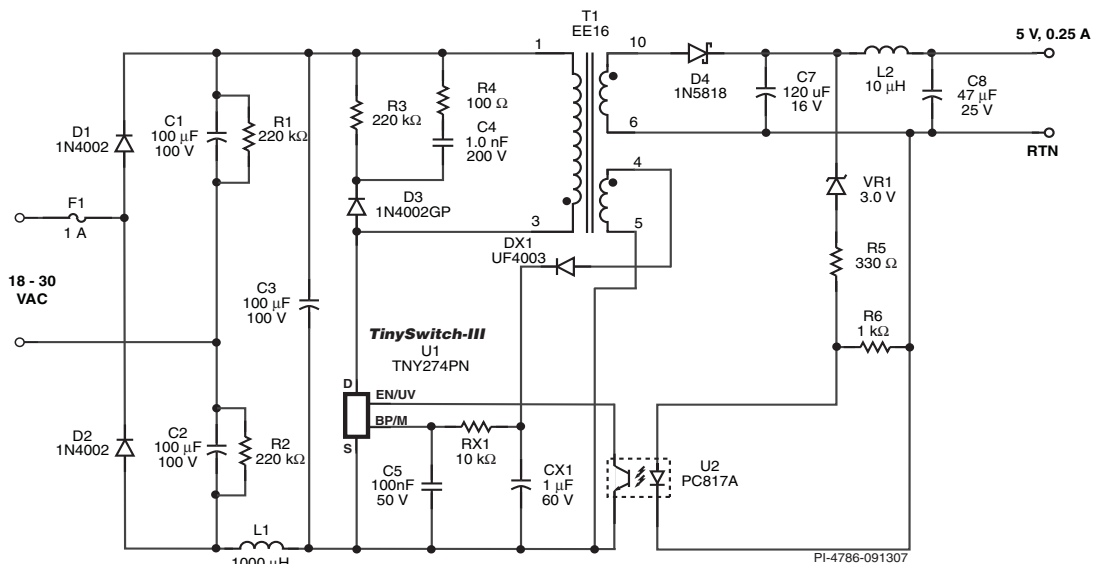 T1
EE16
1
10
5 V, 0.25 A
D4
1N5818
C7
120 uF
16 V
L2
10 µH
C8
47 µF
25 V
R4
100 Ω
R3
220 kΩ
C4
1.0 nF
200 V
C1
100 µF
100 V
R1
220 kΩ
D1
1N4002
6
RTN
4
D3
1N4002GP
VR1
3.0 V
F1
1 A
3
5
DX1
UF4003
R5
330 Ω
18 - 30
VAC
C3
100 µF
100 V
R6
1 kΩ
TinySwitch-III
U1
TNY274PN
D
EN/UV
BP/M
S
D2
1N4002
C2
100 µF
100 V
R2
220 kΩ
RX1
10 kΩ
C5
100nF
50 V
CX1
1 µF
60 V
U2
PC817A
L1
1000 µH
PI-4786-091307